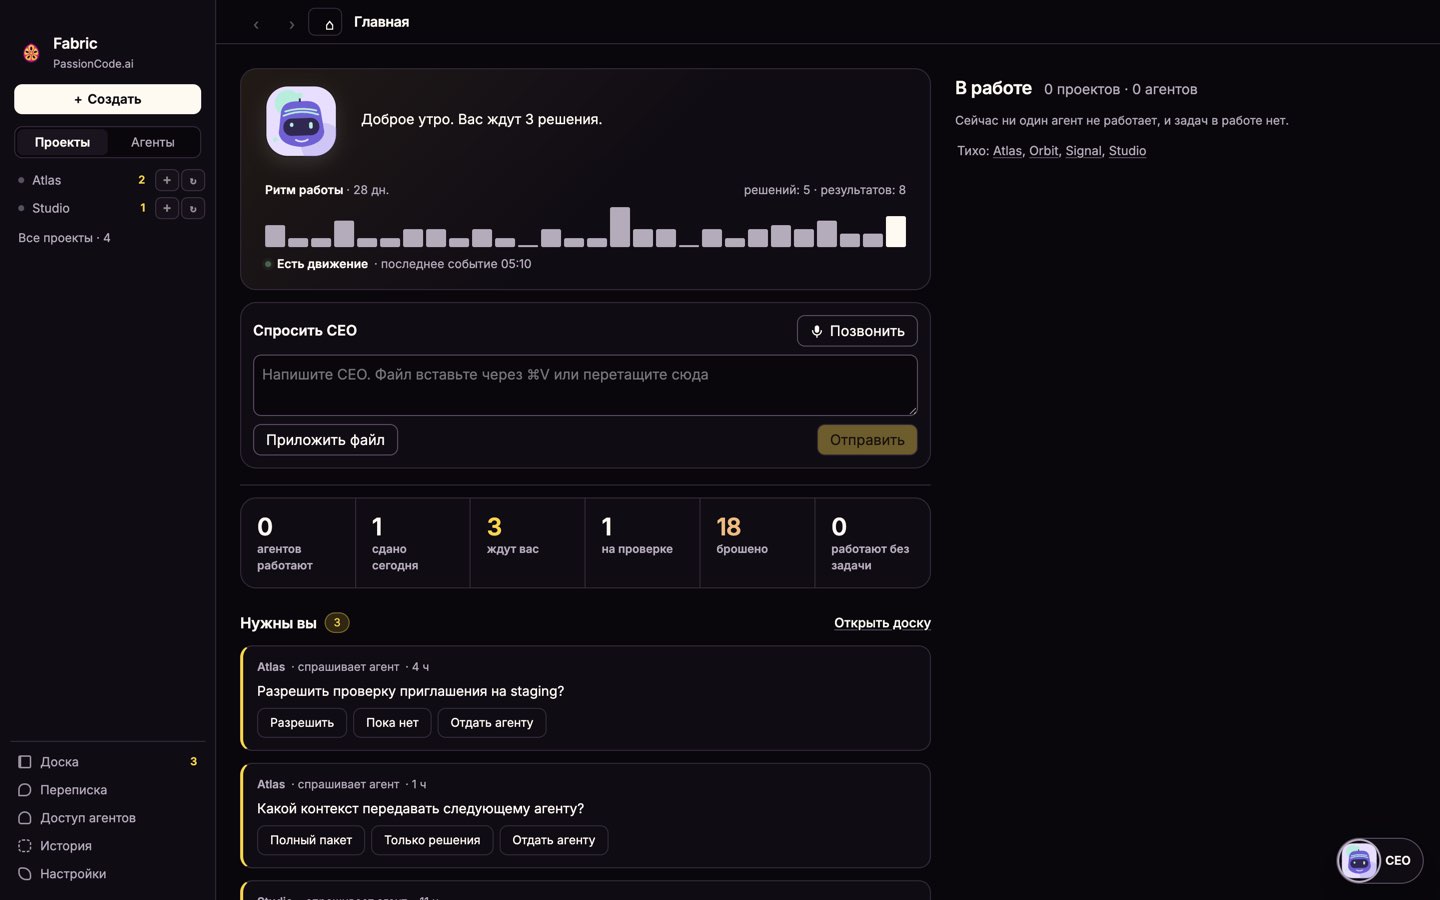 Fabric
PassionCode.ai
+ Создать
Проекты Агенты
Atlas 2 +
Studio 1 +
Все проекты · 4
Доска 3
Переписка
Доступ агентов
История
Настройки
Главная
Доброе утро. Вас ждут 3 решения.
Ритм работы · 28 дн. решений: 5 · результатов: 8
Есть движение · последнее событие 05:10
Спросить CEO
Позвонить
Напишите CEO. Файл вставьте через ⌘V или перетащите сюда
Приложить файл
Отправить
0 агентов работают
1 сдано сегодня
3 ждут вас
1 на проверке
18 брошено
0 работают без задачи
Нужны вы 3
Открыть доску
Atlas · спрашивает агент · 4 ч
Разрешить проверку приглашения на staging?
Разрешить Пока нет Отдать агенту
Atlas · спрашивает агент · 1 ч
Какой контекст передавать следующему агенту?
Полный пакет Только решения Отдать агенту
Studio · спрашивает агент · 11 ч
В работе 0 проектов · 0 агентов
Сейчас ни один агент не работает, и задач в работе нет.
Тихо: Atlas, Orbit, Signal, Studio
CEO